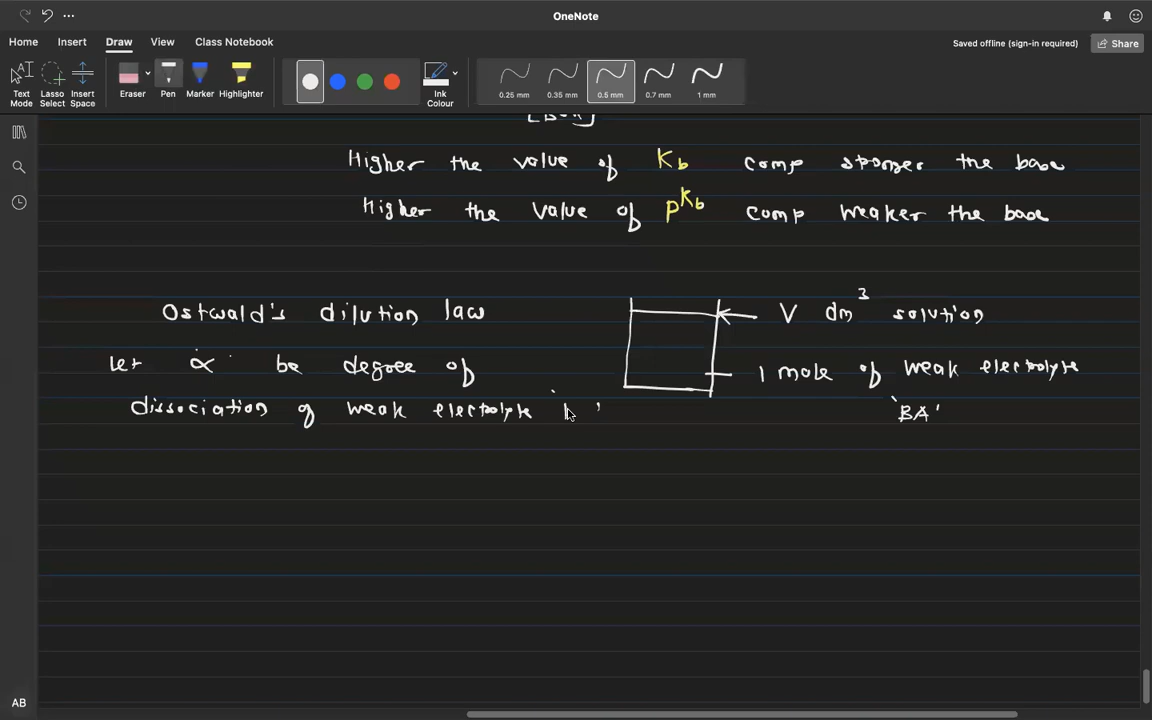 OneNote
Home Insert Draw View Class Notebook
Saved offline (sign-in required) Share
Text Mode
Lasso Select
Insert Space
Eraser
Pen
Marker
Highlighter
Ink Colour
0.25 mm
0.35 mm
0.5 mm
0.7 mm
1 mm
Higher the value of Kb comp stronger the base
Higher the value of pKb comp weaker the base
Ostwald's dilution law
V dm³ solution
Let α be degree of
1 mole of weak electrolyte
dissociation of weak electrolyte
'BA'
AB